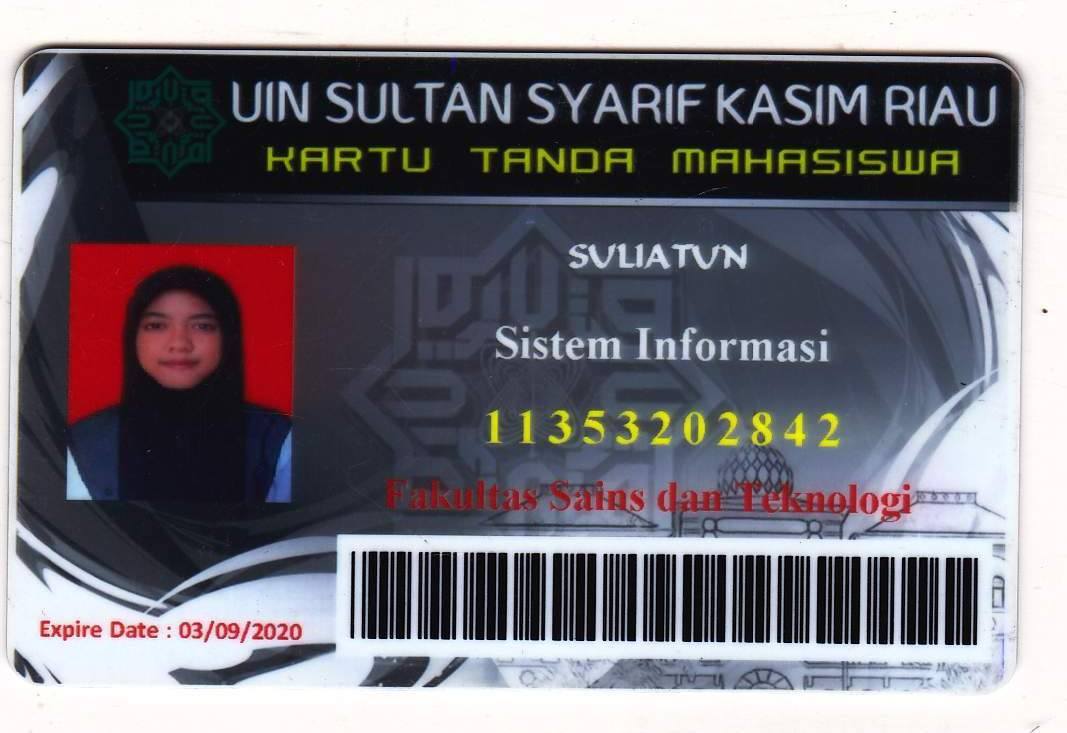 UIN SULTAN SYARIF KASIM RIAU
KARTU TANDA MAHASISWA
SULIATUN
Sistem Informasi
11353202842
Fakultas Sains dan Teknologi
Expire Date : 03/09/2020